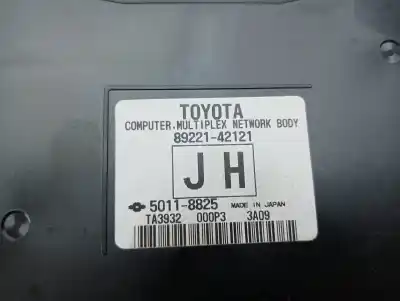 TOYOTA
COMPUTER,MULTIPLEX NETWORK BODY
89221-42121
JH
5011-8825 MADE IN JAPAN
TA3932 000P3 3A09